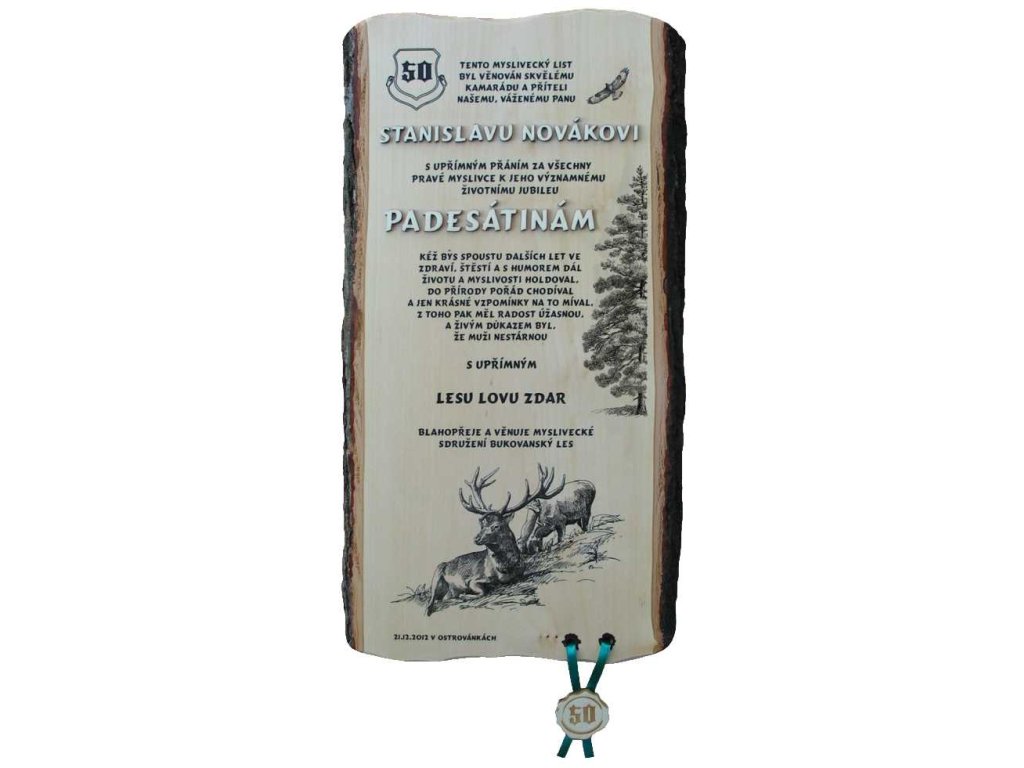 50
TENTO MYSLIVECKÝ LIST
BYL VĚNOVÁN SKVĚLÉMU
KAMARÁDU A PŘÍTELI
NAŠEMU, VÁŽENÉMU PANU
STANISLAVU NOVÁKOVI
S UPŘÍMNÝM PŘÁNÍM ZA VŠECHNY
PRAVÉ MYSLIVCE K JEHO VÝZNAMNÉMU
ŽIVOTNÍMU JUBILEU
PADESÁTINÁM
KÉŽ BYS SPOUSTU DALŠÍCH LET VE
ZDRAVÍ, ŠTĚSTÍ A S HUMOREM DÁL
ŽIVOTU A MYSLIVOSTI HOLDOVAL,
DO PŘÍRODY POŘÁD CHODÍVAL
A JEN KRÁSNÉ VZPOMÍNKY NA TO MÍVAL,
Z TOHO PAK MĚL RADOST ÚŽASNOU,
A ŽIVÝM DŮKAZEM BYL,
ŽE MUŽI NESTÁRNOU
S UPŘÍMNÝM
LESU LOVU ZDAR
BLAHOPŘEJE A VĚNUJE MYSLIVECKÉ
SDRUŽENÍ BUKOVANSKÝ LES
21.12.2012 V OSTROVÁNKÁCH
50